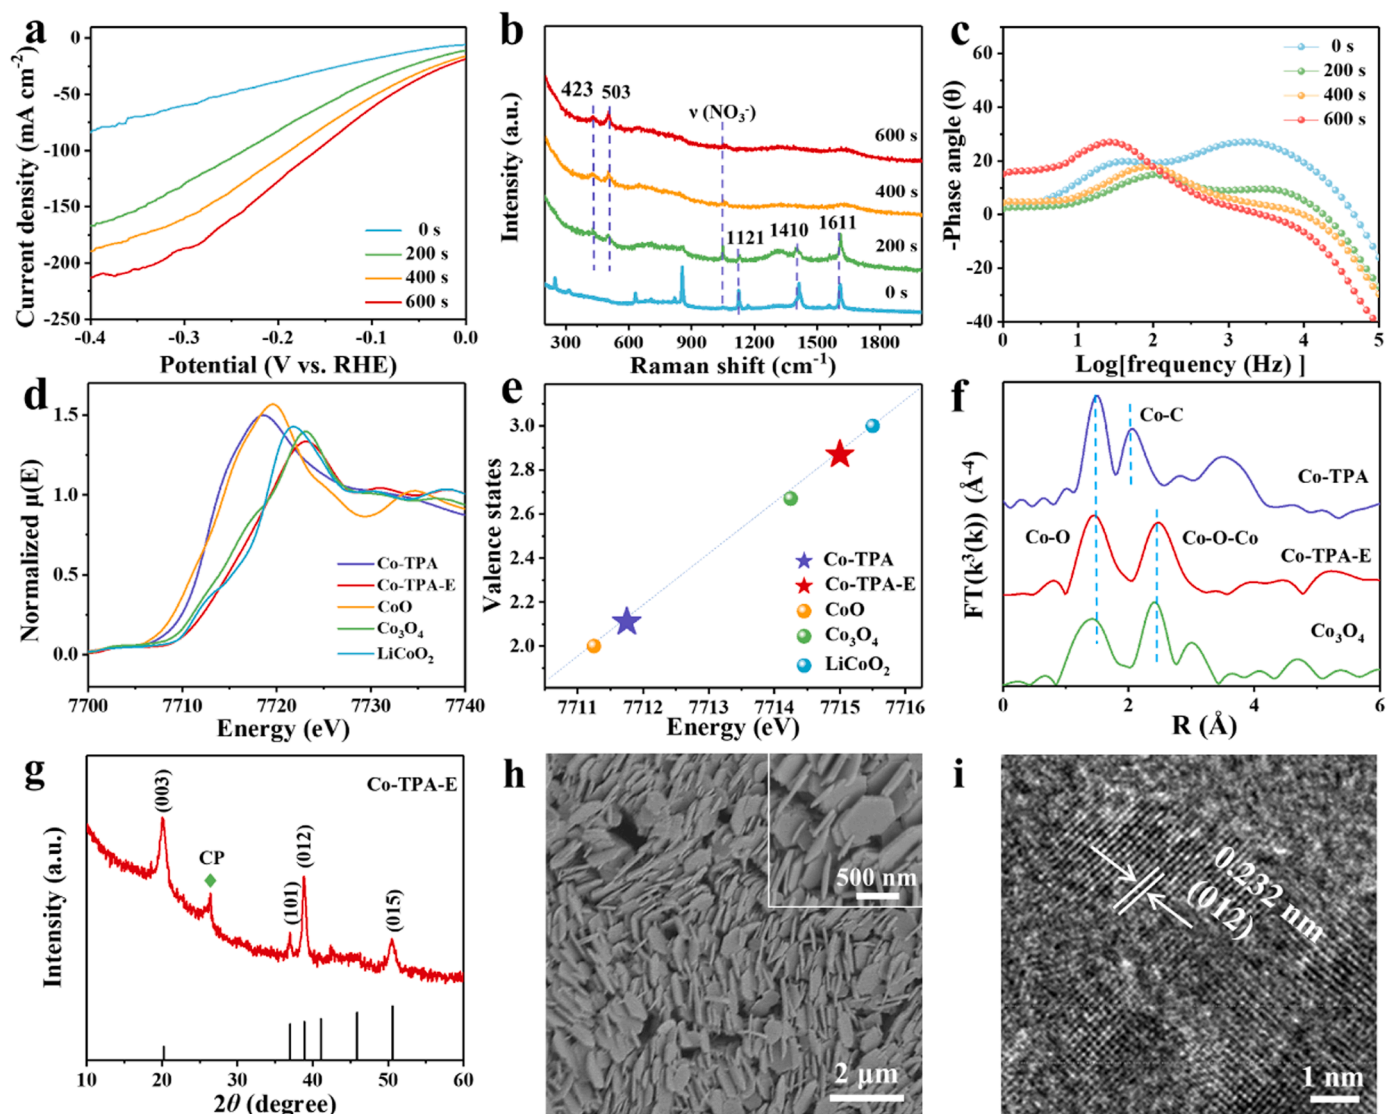 a
0
-50
-100
-150
-200
-250
-0.4
-0.3
-0.2
-0.1
0.0
Current density (mA cm⁻²)
Potential (V vs. RHE)
0 s
200 s
400 s
600 s
b
Intensity (a.u.)
423
503
ν (NO₃⁻)
600 s
400 s
1121
1410
1611
200 s
0 s
300
600
900
1200
1500
1800
Raman shift (cm⁻¹)
c
60
40
20
0
-20
-40
-Phase angle (θ)
0 s
200 s
400 s
600 s
0
1
2
3
4
5
Log[frequency (Hz) ]
d
1.5
1.0
0.5
0.0
Normalized μ(E)
Co-TPA
Co-TPA-E
CoO
Co₃O₄
LiCoO₂
7700
7710
7720
7730
7740
Energy (eV)
e
3.0
2.8
2.6
2.4
2.2
2.0
Valence states
Co-TPA
Co-TPA-E
CoO
Co₃O₄
LiCoO₂
7711
7712
7713
7714
7715
7716
Energy (eV)
f
FT(k³(k)) (Å⁻⁴)
Co-C
Co-TPA
Co-O
Co-O-Co
Co-TPA-E
Co₃O₄
0
2
4
6
R (Å)
g
Intensity (a.u.)
Co-TPA-E
(003)
CP
(101)
(012)
(015)
10
20
30
40
50
60
2θ (degree)
h
500 nm
2 μm
i
0.232 nm
(012)
1 nm